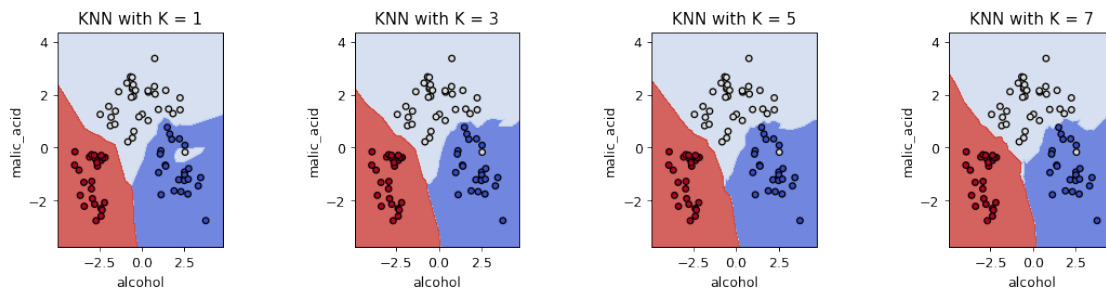 KNN with K = 1
4
2
0
−2
malic_acid
−2.5 0.0 2.5
alcohol
KNN with K = 3
4
2
0
−2
malic_acid
−2.5 0.0 2.5
alcohol
KNN with K = 5
4
2
0
−2
malic_acid
−2.5 0.0 2.5
alcohol
KNN with K = 7
4
2
0
−2
malic_acid
−2.5 0.0 2.5
alcohol